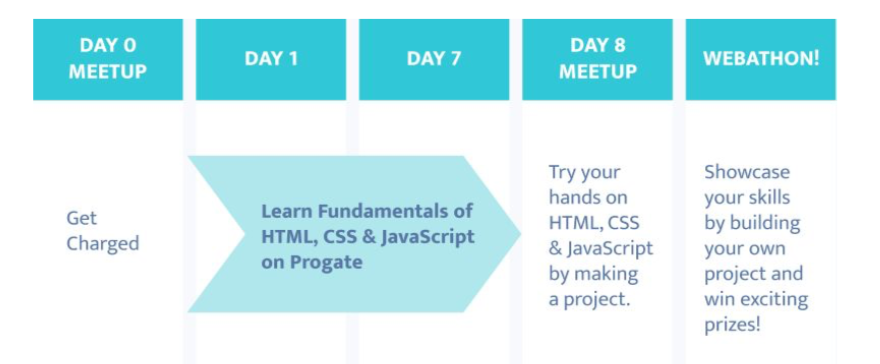 DAY 0
MEETUP
DAY 1
DAY 7
DAY 8
MEETUP
WEBATHON!
Get
Charged
Learn Fundamentals of
HTML, CSS & JavaScript
on Progate
Try your
hands on
HTML, CSS
& JavaScript
by making
a project.
Showcase
your skills
by building
your own
project and
win exciting
prizes!